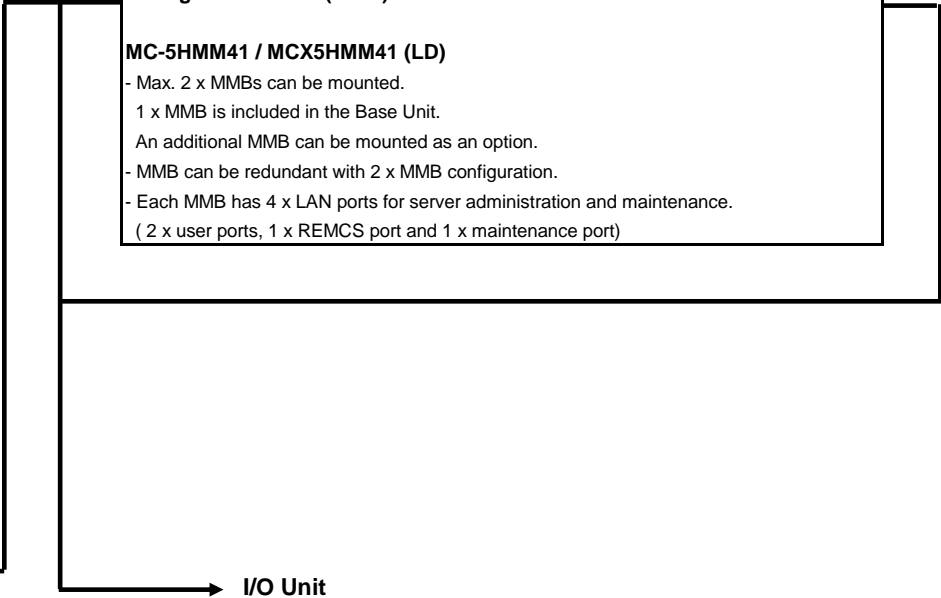 MC-5HMM41 / MCX5HMM41 (LD)
- Max. 2 x MMBs can be mounted.
1 x MMB is included in the Base Unit.
An additional MMB can be mounted as an option.
- MMB can be redundant with 2 x MMB configuration.
- Each MMB has 4 x LAN ports for server administration and maintenance.
( 2 x user ports, 1 x REMCS port and 1 x maintenance port)
I/O Unit